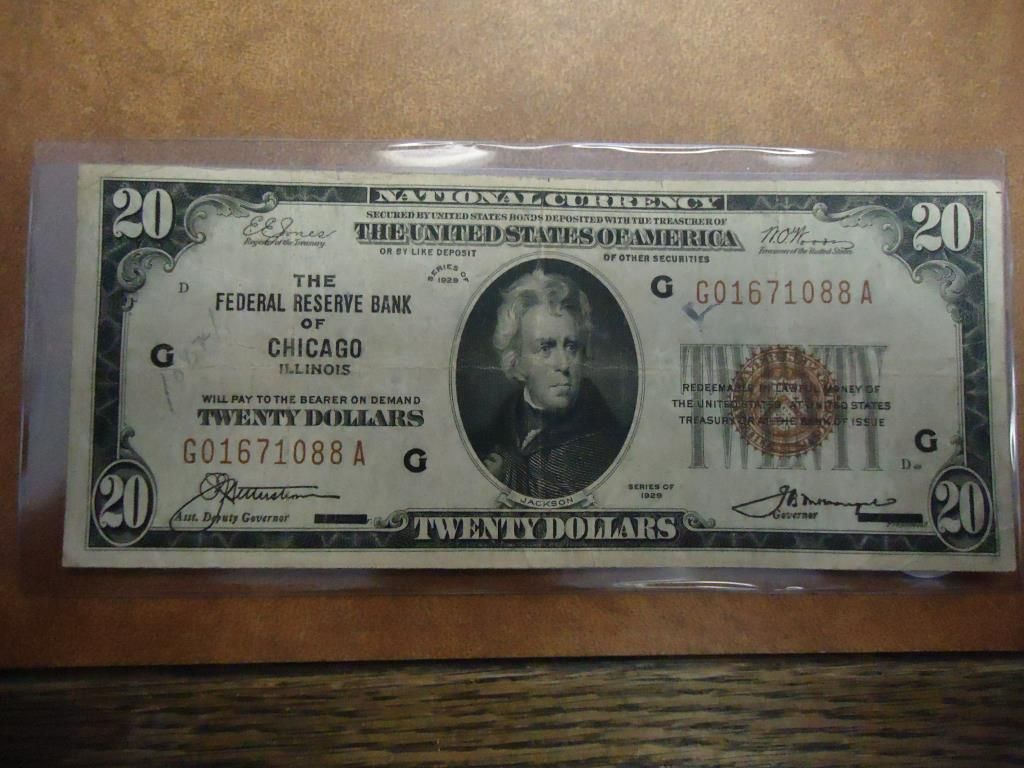 NATIONAL CURRENCY
20
20
SECURED BY UNITED STATES BONDS DEPOSITED WITH THE TREASURER OF
THE UNITED STATES OF AMERICA
OR BY LIKE DEPOSIT OF OTHER SECURITIES
E E Jones
Register of the Treasury
W.O. Woods
Treasurer of the United States
SERIES OF
1929
D
THE
FEDERAL RESERVE BANK
OF
CHICAGO
ILLINOIS
G
WILL PAY TO THE BEARER ON DEMAND
TWENTY DOLLARS
G01671088A
G
G
G01671088A
TWENTY
REDEEMABLE IN LAWFUL MONEY OF
THE UNITED STATES AT UNITED STATES
TREASURY OR AT THE BANK OF ISSUE
G
D
JACKSON
SERIES OF
1929
Asst. Deputy Governor
Governor
20
TWENTY DOLLARS
20